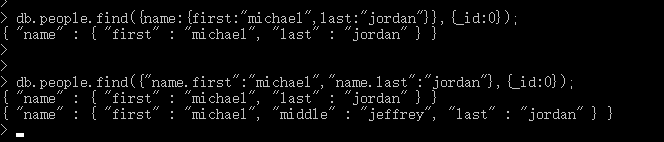 > db.people.find({name:{first:"michael",last:"jordan"}}, {_id:0});
{ "name" : { "first" : "michael", "last" : "jordan" } }
>
>
> db.people.find({"name.first":"michael","name.last":"jordan"}, {_id:0});
{ "name" : { "first" : "michael", "last" : "jordan" } }
{ "name" : { "first" : "michael", "middle" : "jeffrey", "last" : "jordan" } }
>